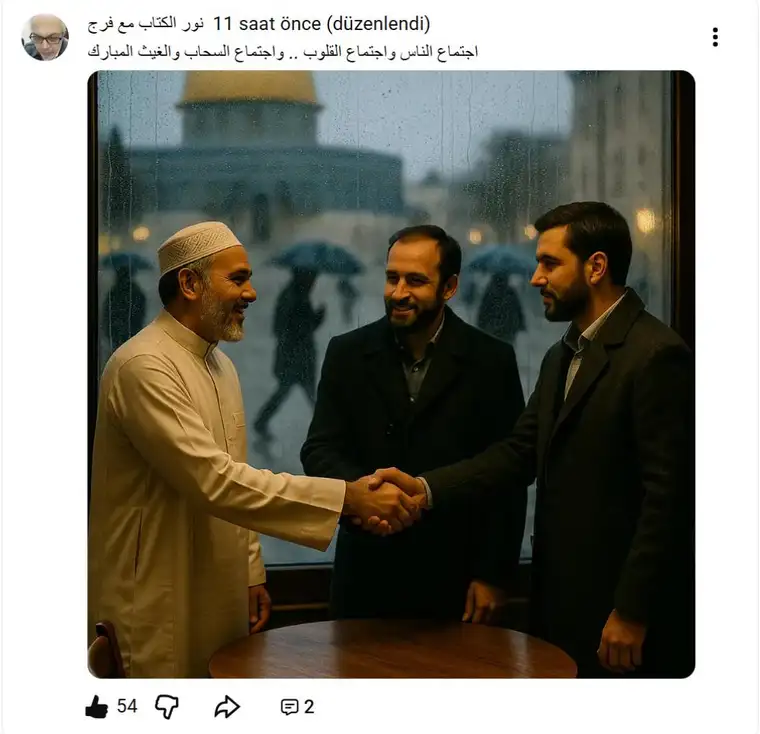 نور الكتاب مع فرج 11 saat önce (düzenlendi)
اجتماع الناس واجتماع القلوب .. واجتماع السحاب والغيث المبارك
54 2